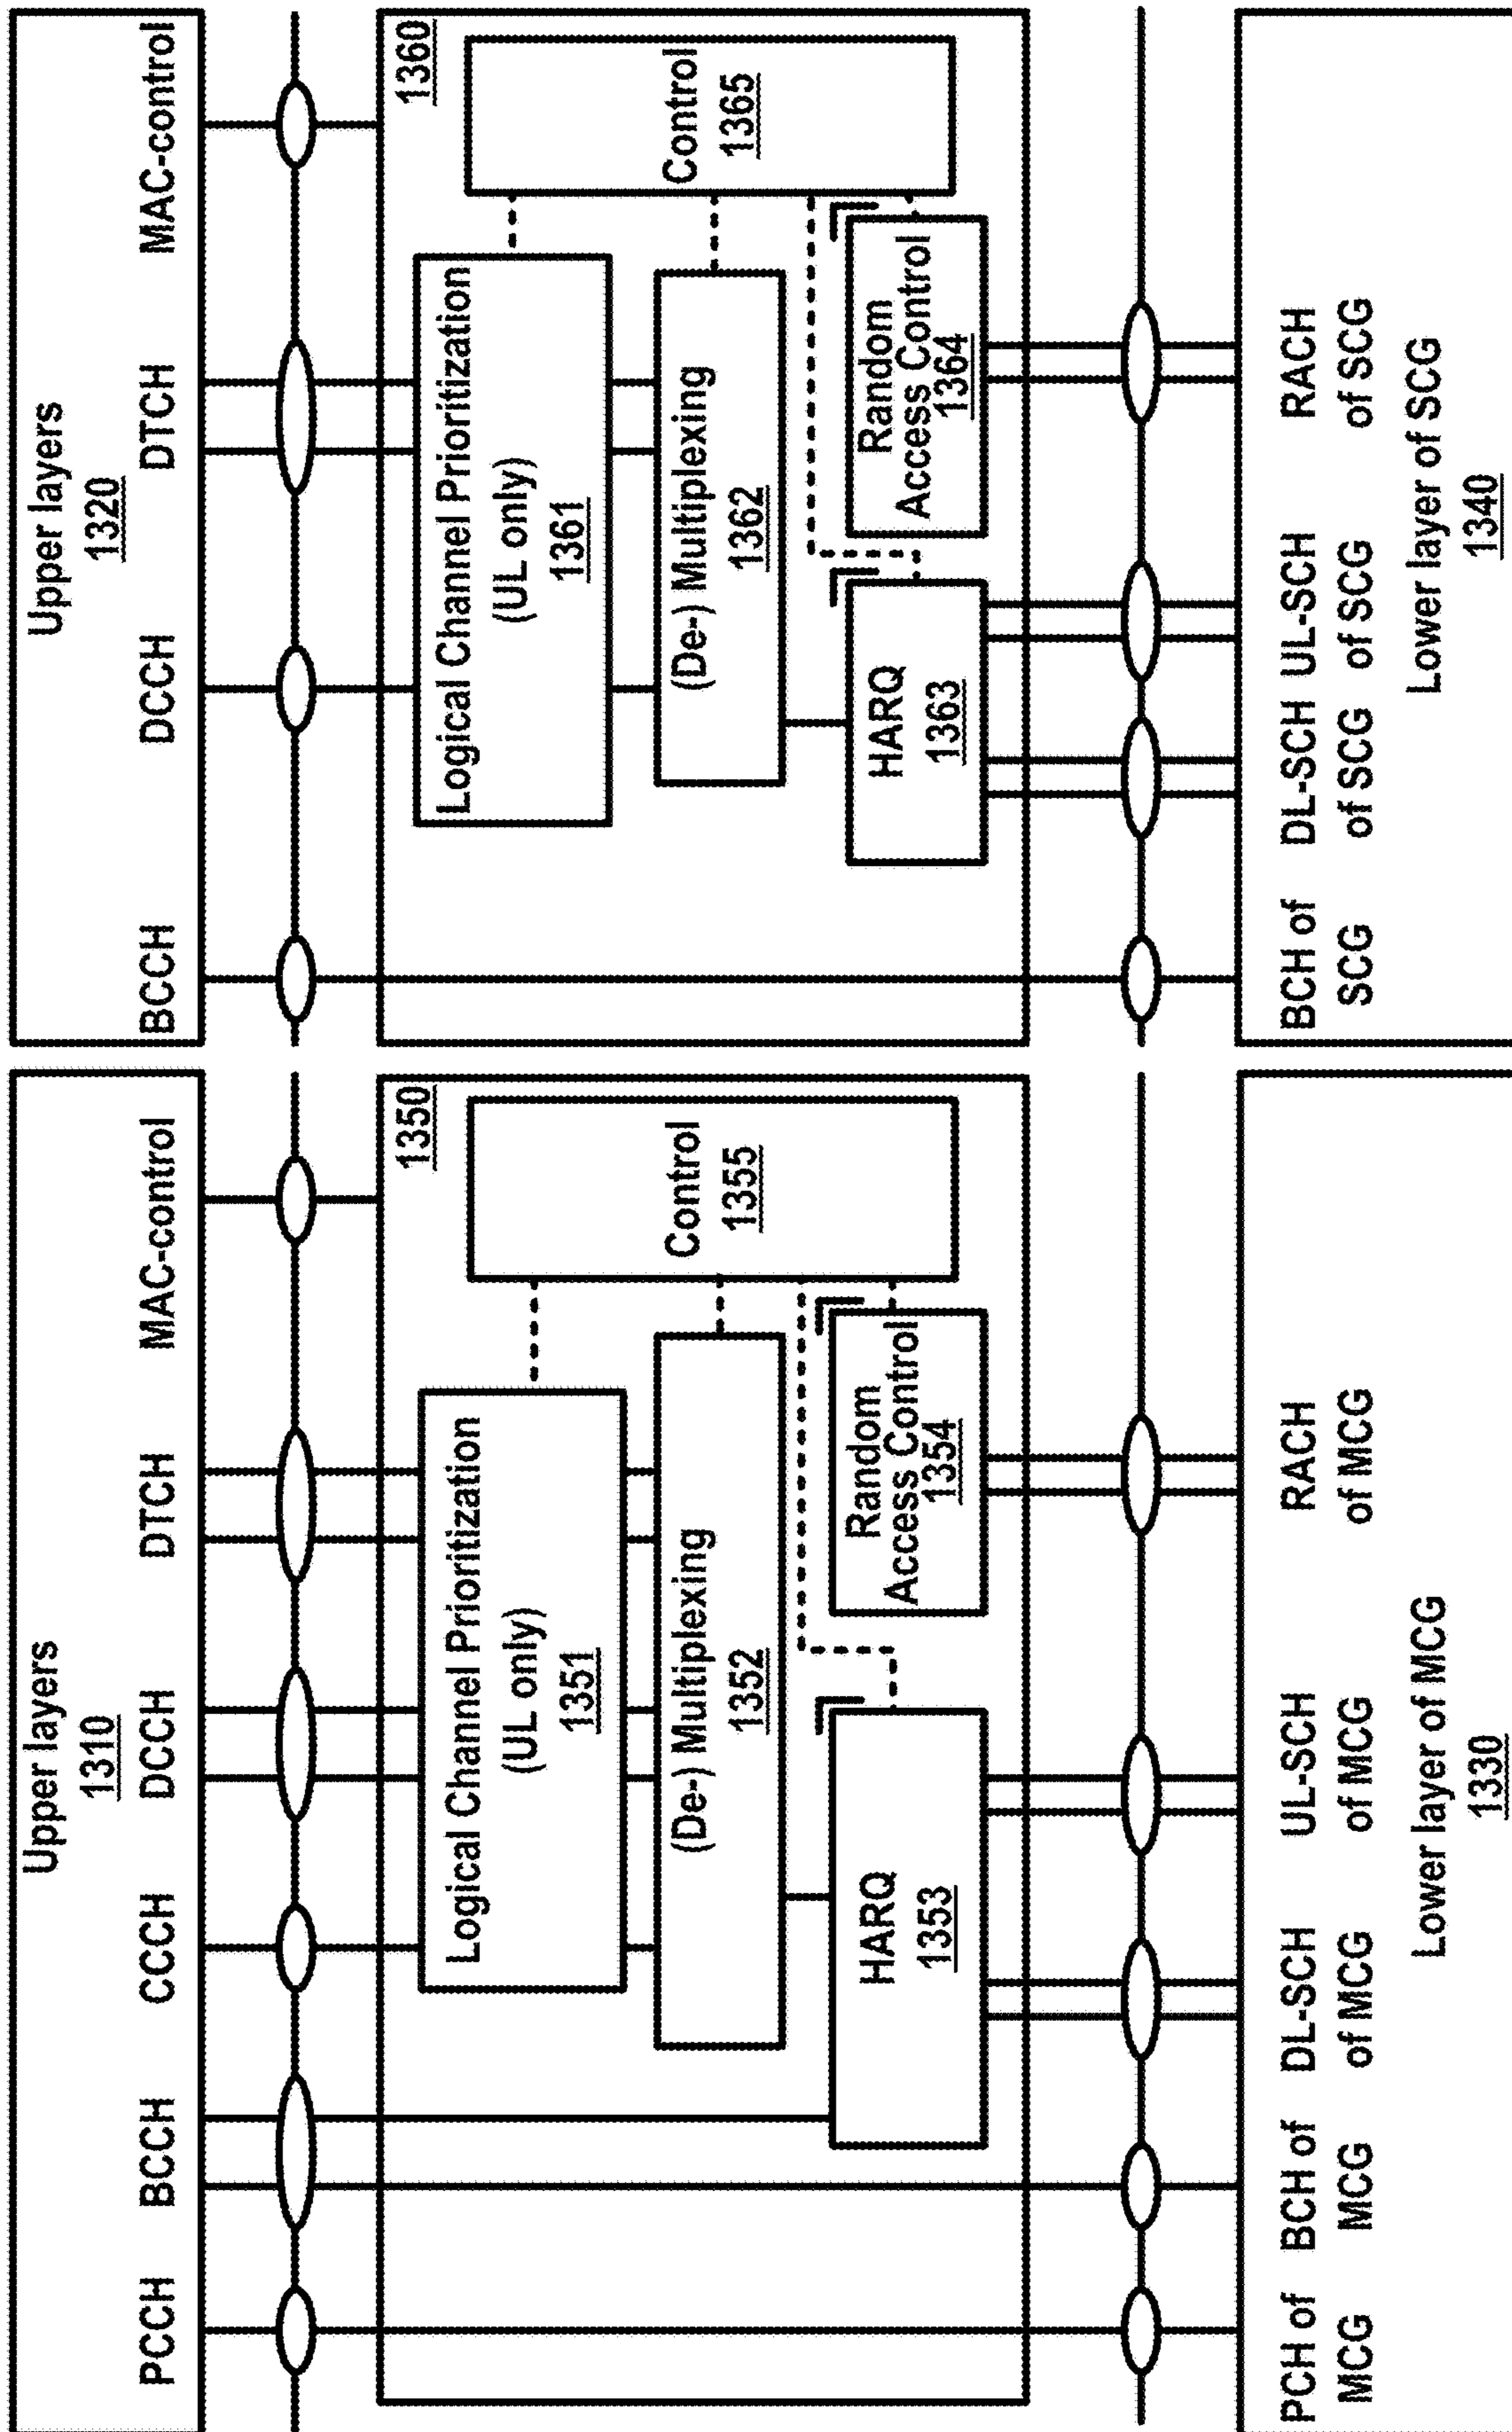 Upper layers
1310
PCCH
BCCH
CCCH
DCCH
DTCH
MAC-control
1350
Logical Channel Prioritization
(UL only)
1351
(De-) Multiplexing
1352
HARQ
1353
Random
Access Control
1354
Control
1355
PCH of
MCG
BCH of
MCG
DL-SCH
of MCG
UL-SCH
of MCG
RACH
of MCG
Lower layer of MCG
1330
Upper layers
1320
BCCH
DCCH
DTCH
MAC-control
1360
Logical Channel Prioritization
(UL only)
1361
(De-) Multiplexing
1362
HARQ
1363
Random
Access Control
1364
Control
1365
BCH of
SCG
DL-SCH
of SCG
UL-SCH
of SCG
RACH
of SCG
Lower layer of SCG
1340